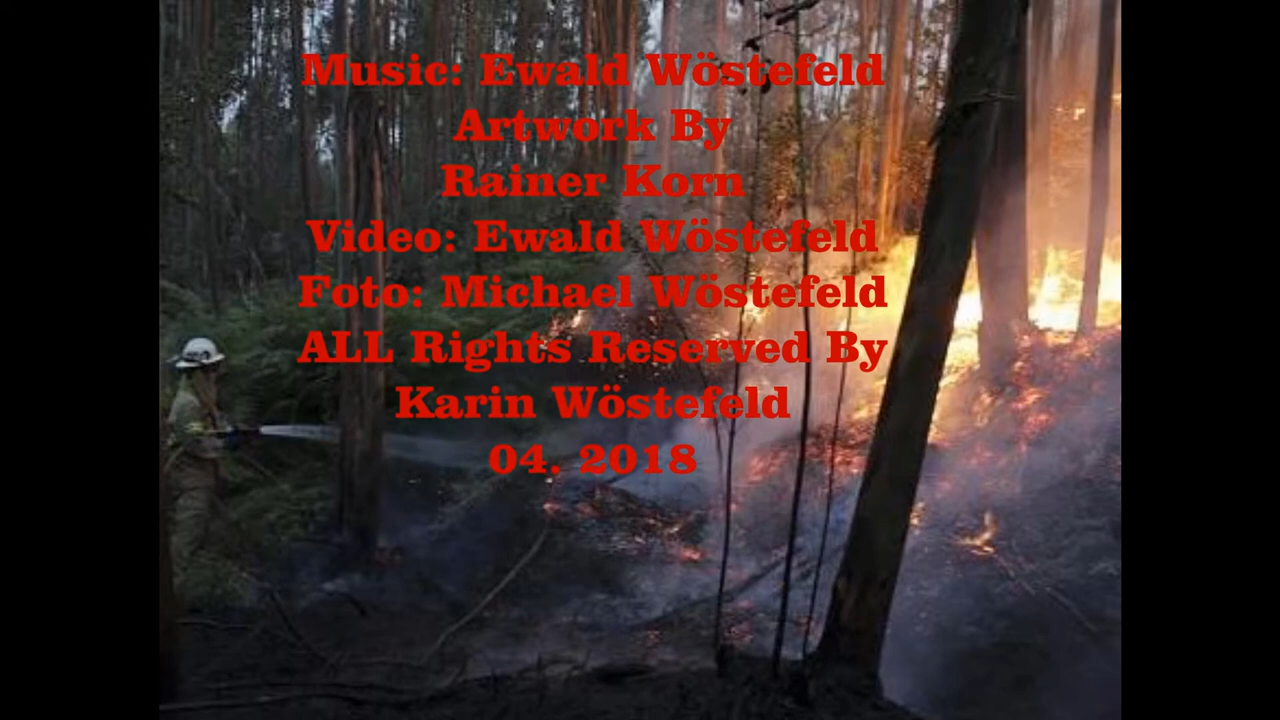 Music: Ewald Wöstefeld
Artwork By
Rainer Korn
Video: Ewald Wöstefeld
Foto: Michael Wöstefeld
ALL Rights Reserved By
Karin Wöstefeld
04. 2018